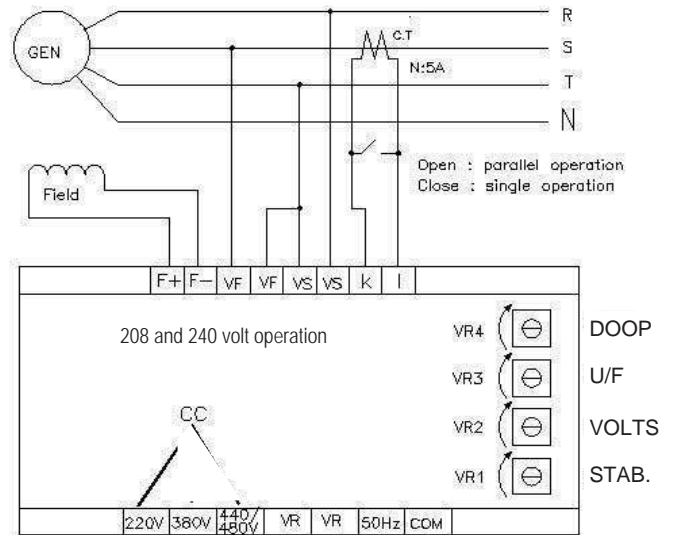 R
C.T
S
GEN
N:5A
T
N
Open : parallel operation
Close : single operation
Field
F+ F- VF VF VS VS k l
208 and 240 volt operation
VR4 DOOP
VR3 U/F
CC
VR2 VOLTS
VR1 STAB.
220V 380V 440/480V VR VR 50Hz COM